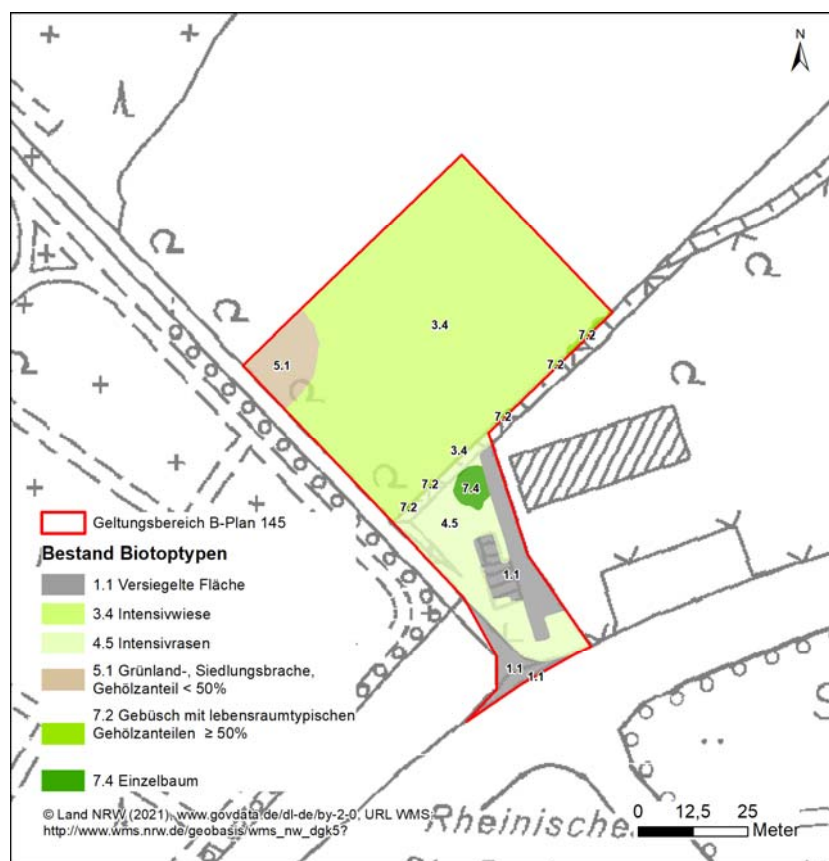 N
3.4
5.1
7.2
7.2
7.2
3.4
7.2
7.4
7.2
4.5
1.1
1.1
1.1
Geltungsbereich B-Plan 145
Bestand Biotoptypen
1.1 Versiegelte Fläche
3.4 Intensivwiese
4.5 Intensivrasen
5.1 Grünland-, Siedlungsbrache,
Gehölzanteil < 50%
7.2 Gebüsch mit lebensraumtypischen
Gehölzanteilen ≥ 50%
7.4 Einzelbaum
© Land NRW (2021), www.govdata.de/dl-de/by-2-0, URL WMS:
http://www.wms.nrw.de/geobasis/wms_nw_dgk5?
Rheinische
S
0 12,5 25
Meter